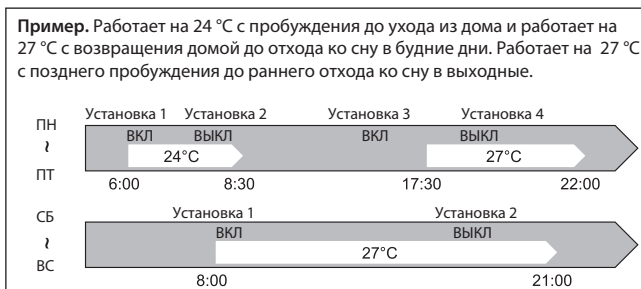 Пример. Работает на 24 °C с пробуждения до ухода из дома и работает на
27 °C с возвращения домой до отхода ко сну в будние дни. Работает на 27 °C
с позднего пробуждения до раннего отхода ко сну в выходные.
Установка 1 Установка 2 Установка 3 Установка 4
ПН ВКЛ ВЫКЛ ВКЛ ВЫКЛ
~ 24°C 27°C
ПТ 6:00 8:30 17:30 22:00
СБ Установка 1 Установка 2
ВКЛ ВЫКЛ
~ 27°C
ВС 8:00 21:00